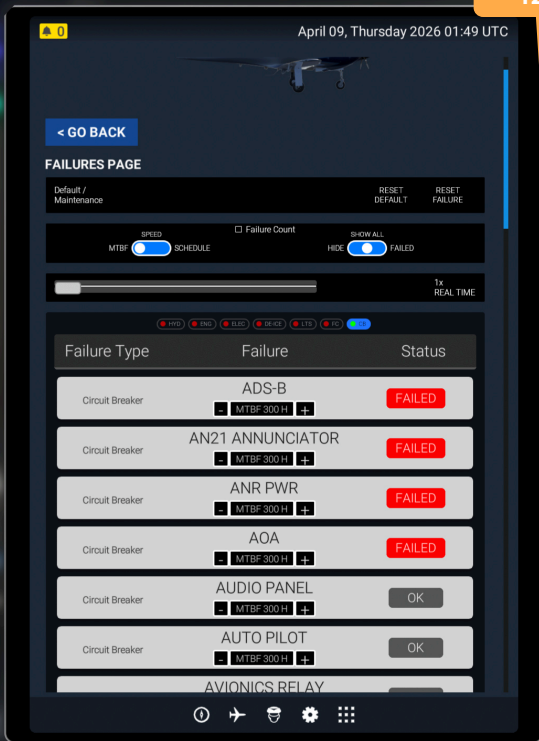 0
April 09, Thursday 2026 01:49 UTC
< GO BACK
FAILURES PAGE
Default /
Maintenance
RESET
DEFAULT
RESET
FAILURE
SPEED
MTBF
SCHEDULE
Failure Count
SHOW ALL
HIDE
FAILED
1x
REAL TIME
HYD ENG ELEC DE-ICE LTS FC CB
Failure Type Failure Status
ADS-B
Circuit Breaker
- MTBF 300 H +
FAILED
AN21 ANNUNCIATOR
Circuit Breaker
- MTBF 300 H +
FAILED
ANR PWR
Circuit Breaker
- MTBF 300 H +
FAILED
AOA
Circuit Breaker
- MTBF 300 H +
FAILED
AUDIO PANEL
Circuit Breaker
- MTBF 300 H +
OK
AUTO PILOT
Circuit Breaker
- MTBF 300 H +
OK
AVIONICS RELAY